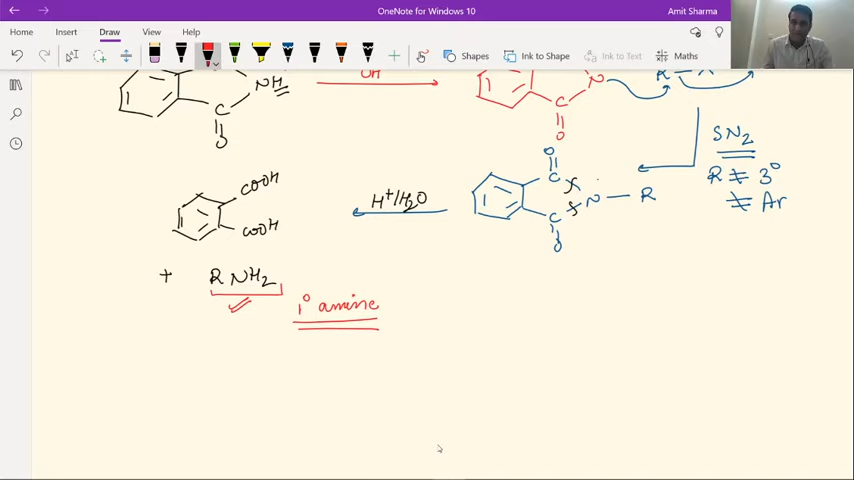 OneNote for Windows 10
Amit Sharma
Home Insert Draw View Help
Shapes Ink to Shape Ink to Text Maths
NH
OH
N
R-X
C
O
C
O
SN2
R ≠ 3°
≠ Ar
O
C
N - R
C
O
H+/H2O
COOH
COOH
+ R NH2
1° amine